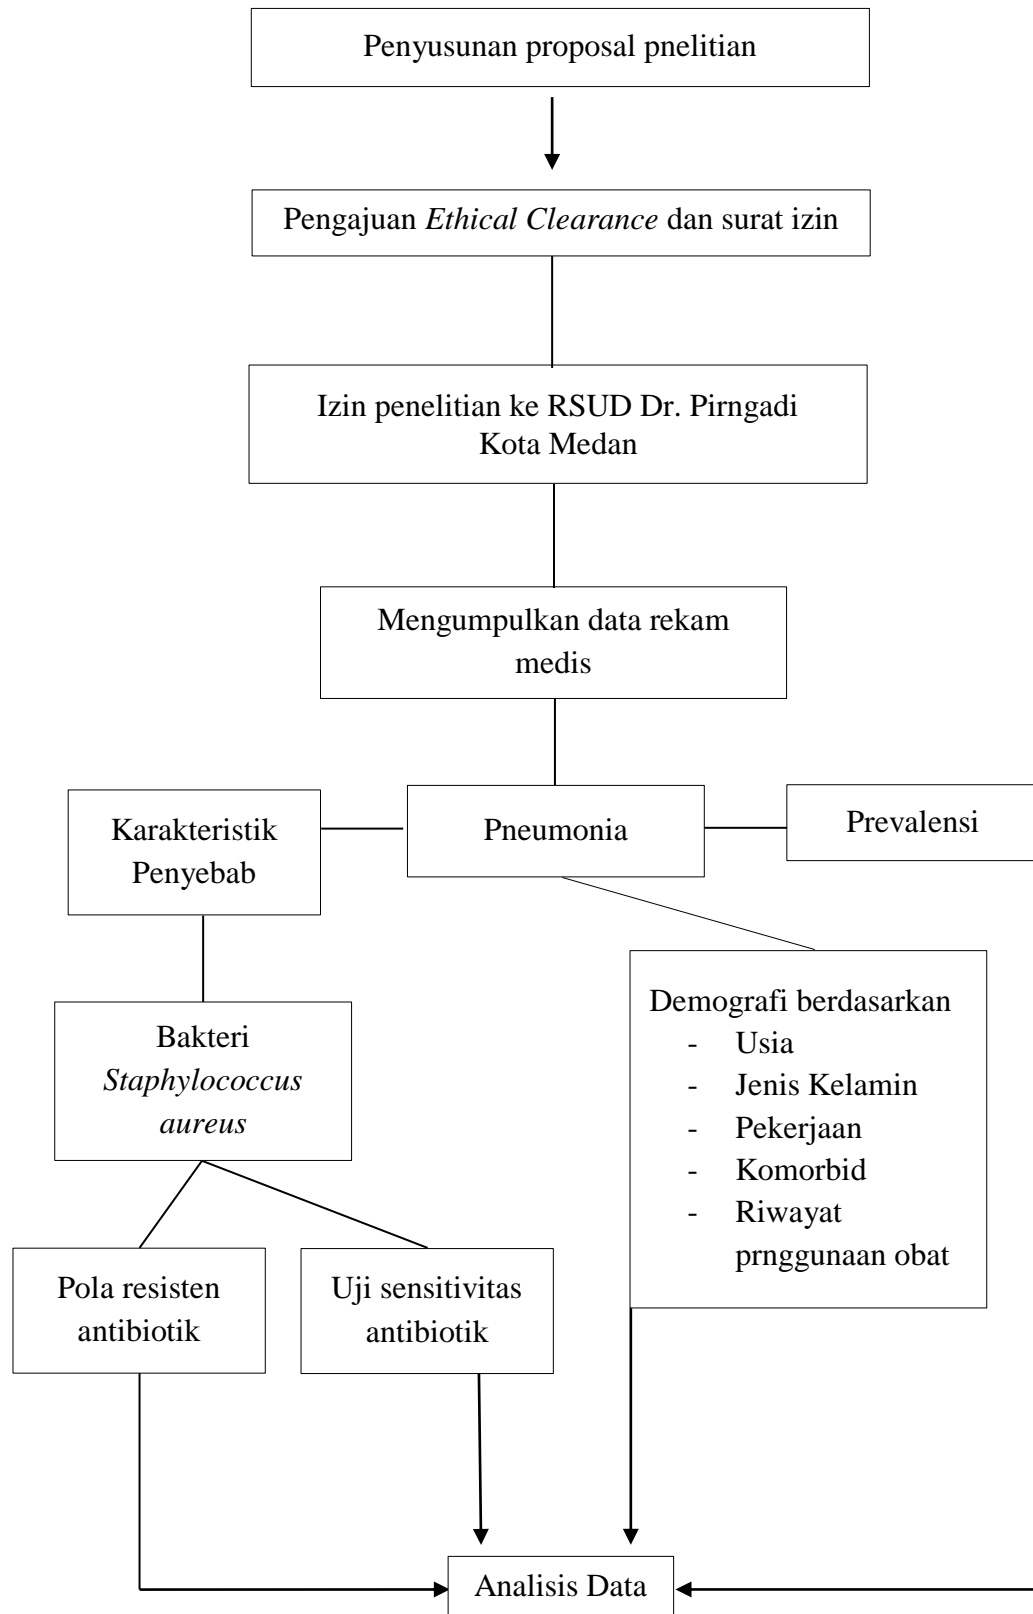 Penyusunan proposal pnelitian
Pengajuan Ethical Clearance dan surat izin
Izin penelitian ke RSUD Dr. Pirngadi
Kota Medan
Mengumpulkan data rekam
medis
Karakteristik
Penyebab
Pneumonia
Prevalensi
Bakteri
Staphylococcus
aureus
Demografi berdasarkan
- Usia
- Jenis Kelamin
- Pekerjaan
- Komorbid
- Riwayat
prnggunaan obat
Pola resisten
antibiotik
Uji sensitivitas
antibiotik
Analisis Data